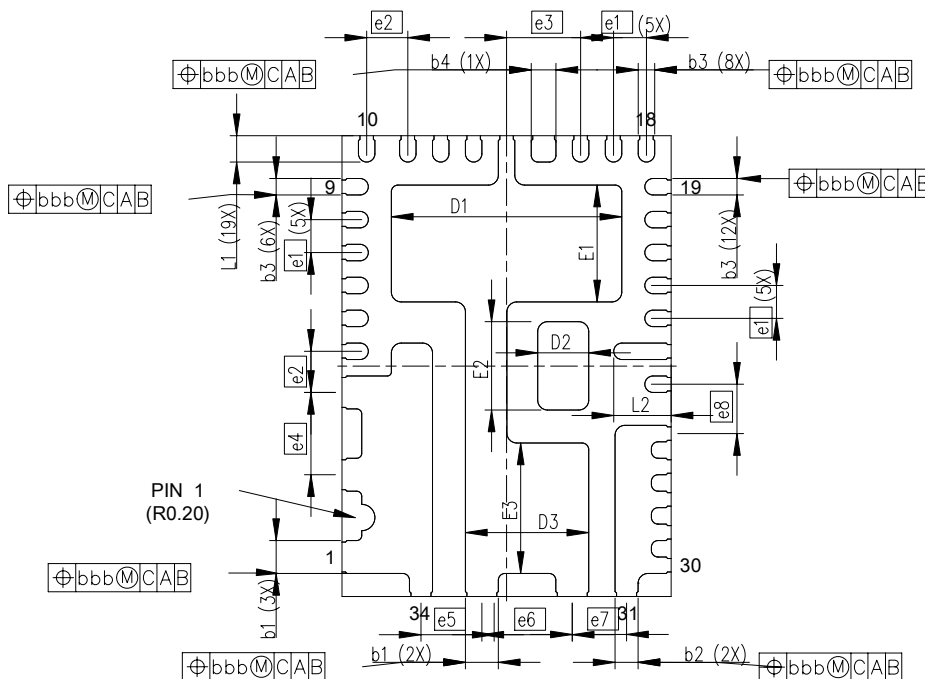 e2
e3
e1 (5X)
b4 (1X)
b3 (8X)
⌖ bbb Ⓜ C A B
⌖ bbb Ⓜ C A B
10
18
9
19
⌖ bbb Ⓜ C A B
⌖ bbb Ⓜ C A B
L1 (19X)
b3 (6X)
e1 (5X)
D1
E1
b3 (12X)
e1 (5X)
e2
E2
D2
L2
e8
e4
PIN 1
(R0.20)
E3
D3
1
30
⌖ bbb Ⓜ C A B
b1 (3X)
34
e5
e6
e7
31
b1 (2X)
b2 (2X)
⌖ bbb Ⓜ C A B
⌖ bbb Ⓜ C A B